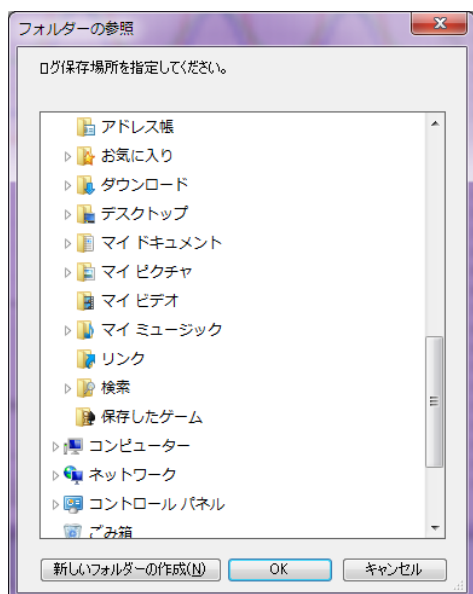 フォルダーの参照
ログ保存場所を指定してください。
アドレス帳
お気に入り
ダウンロード
デスクトップ
マイ ドキュメント
マイ ピクチャ
マイ ビデオ
マイ ミュージック
リンク
検索
保存したゲーム
コンピューター
ネットワーク
コントロール パネル
ごみ箱
新しいフォルダーの作成(N) OK キャンセル